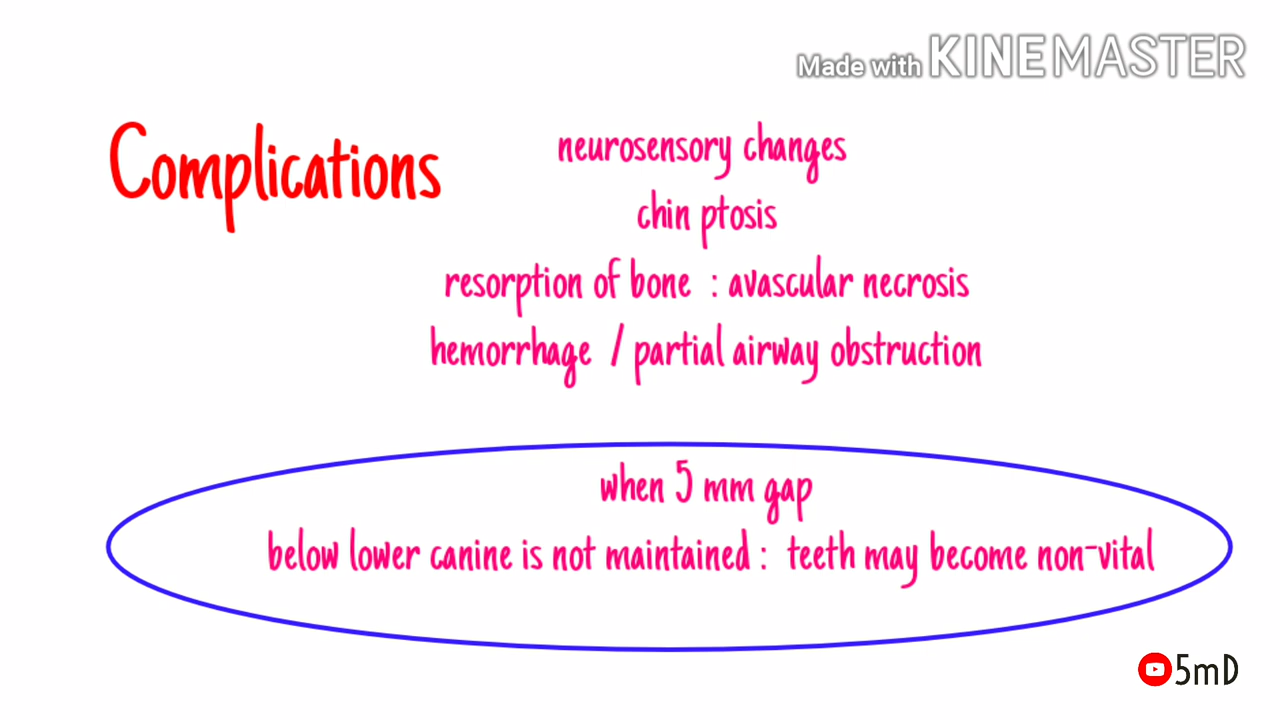 Made with KINEMASTER
Complications
neurosensory changes
chin ptosis
resorption of bone : avascular necrosis
hemorrhage / partial airway obstruction
when 5 mm gap
below lower canine is not maintained : teeth may become non-vital
5mD